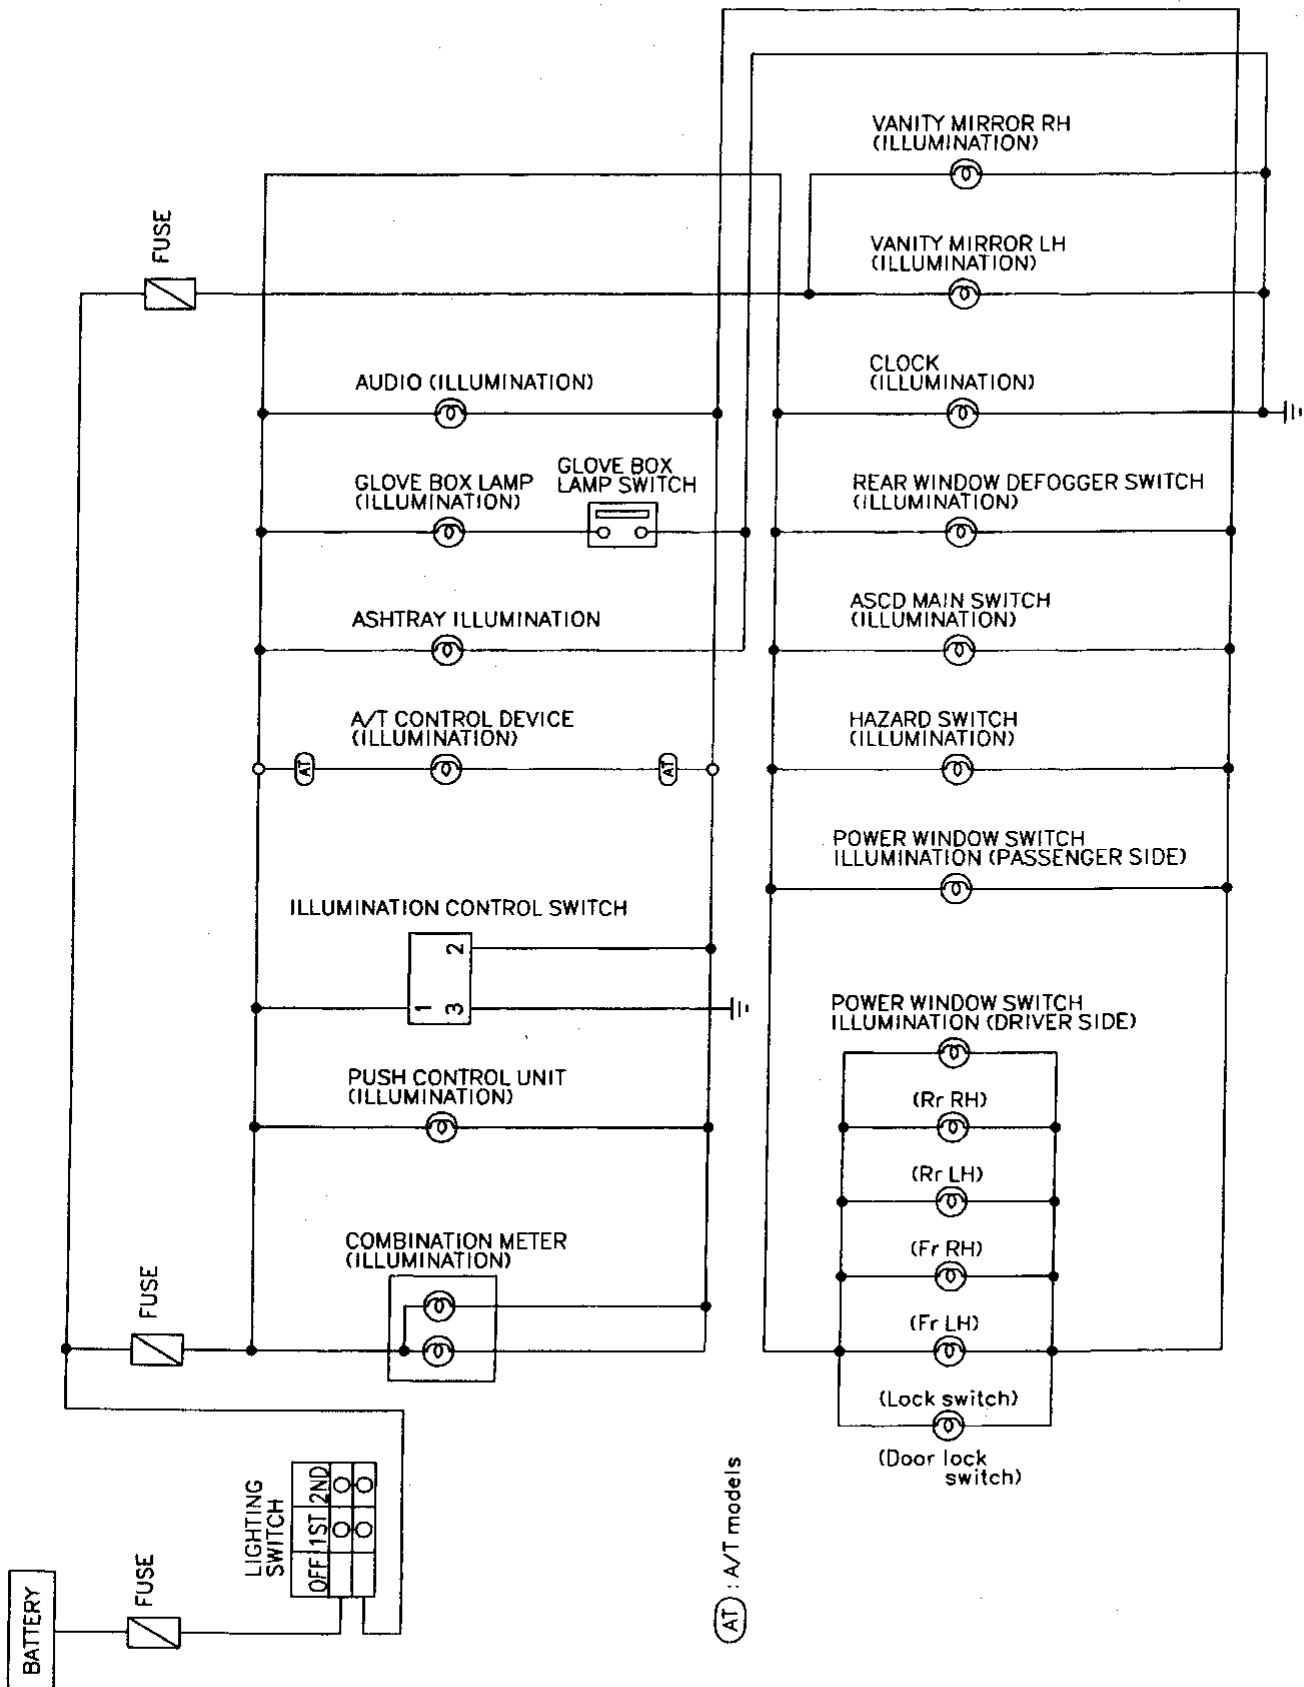 VANITY MIRROR RH
(ILLUMINATION)
FUSE
VANITY MIRROR LH
(ILLUMINATION)
AUDIO (ILLUMINATION)
CLOCK
(ILLUMINATION)
GLOVE BOX LAMP
(ILLUMINATION)
GLOVE BOX
LAMP SWITCH
REAR WINDOW DEFOGGER SWITCH
(ILLUMINATION)
ASHTRAY ILLUMINATION
ASCD MAIN SWITCH
(ILLUMINATION)
A/T CONTROL DEVICE
(ILLUMINATION)
AT
AT
HAZARD SWITCH
(ILLUMINATION)
POWER WINDOW SWITCH
ILLUMINATION (PASSENGER SIDE)
ILLUMINATION CONTROL SWITCH
2
1
3
POWER WINDOW SWITCH
ILLUMINATION (DRIVER SIDE)
PUSH CONTROL UNIT
(ILLUMINATION)
(Rr RH)
(Rr LH)
COMBINATION METER
(ILLUMINATION)
(Fr RH)
FUSE
(Fr LH)
(Lock switch)
(Door lock
switch)
LIGHTING
SWITCH
OFF 1ST 2ND
FUSE
BATTERY
AT : A/T models